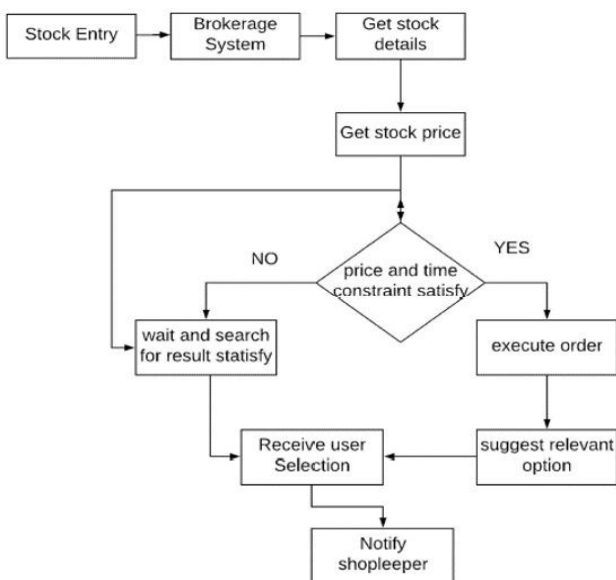 Stock Entry
Brokerage
System
Get stock
details
Get stock price
NO
YES
price and time
constraint satisfy
wait and search
for result statisfy
execute order
Receive user
Selection
suggest relevant
option
Notify
shopleeper